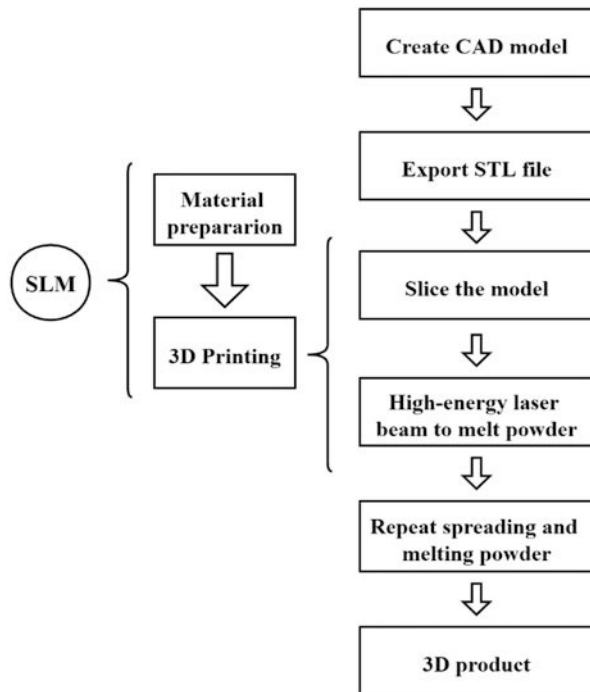 SLM
Material
prepararion
3D Printing
Create CAD model
Export STL file
Slice the model
High-energy laser
beam to melt powder
Repeat spreading and
melting powder
3D product